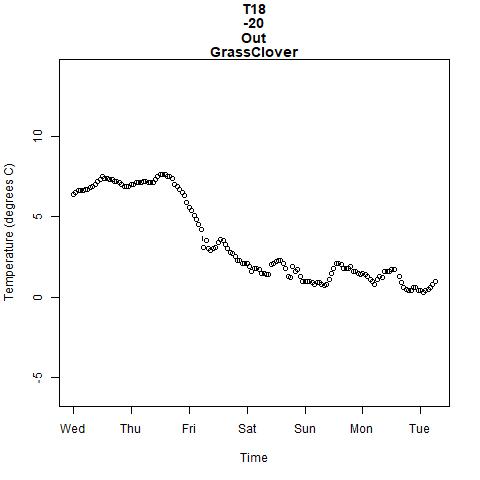 T18
-20
Out
GrassClover
Temperature (degrees C)
10
5
0
-5
Wed Thu Fri Sat Sun Mon Tue
Time